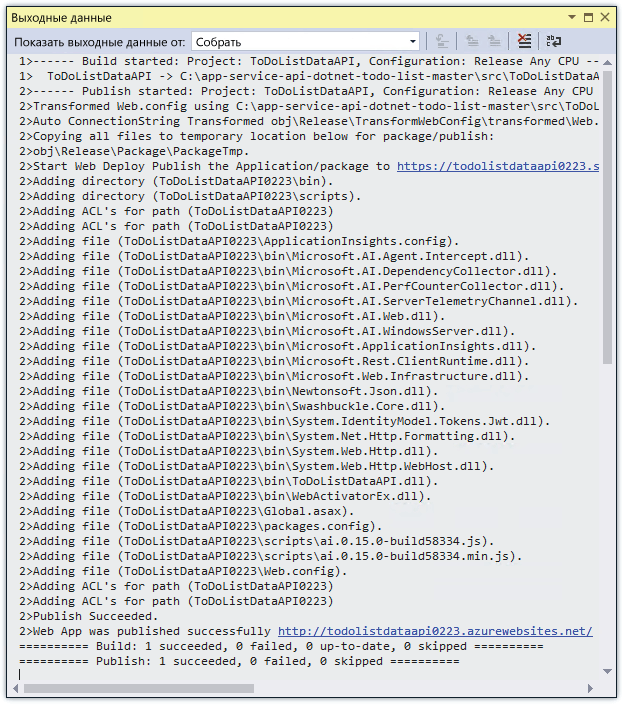 Выходные данные
Показать выходные данные от: Собрать
1>------ Build started: Project: ToDoListDataAPI, Configuration: Release Any CPU --
1>  ToDoListDataAPI -> C:\app-service-api-dotnet-todo-list-master\src\ToDoListDataA
2>------ Publish started: Project: ToDoListDataAPI, Configuration: Release Any CPU
2>Transformed Web.config using C:\app-service-api-dotnet-todo-list-master\src\ToDoL
2>Auto ConnectionString Transformed obj\Release\TransformWebConfig\transformed\Web.
2>Copying all files to temporary location below for package/publish:
2>obj\Release\Package\PackageTmp.
2>Start Web Deploy Publish the Application/package to https://todolistdataapi0223.s
2>Adding directory (ToDoListDataAPI0223\bin).
2>Adding directory (ToDoListDataAPI0223\scripts).
2>Adding ACL's for path (ToDoListDataAPI0223)
2>Adding ACL's for path (ToDoListDataAPI0223)
2>Adding file (ToDoListDataAPI0223\ApplicationInsights.config).
2>Adding file (ToDoListDataAPI0223\bin\Microsoft.AI.Agent.Intercept.dll).
2>Adding file (ToDoListDataAPI0223\bin\Microsoft.AI.DependencyCollector.dll).
2>Adding file (ToDoListDataAPI0223\bin\Microsoft.AI.PerfCounterCollector.dll).
2>Adding file (ToDoListDataAPI0223\bin\Microsoft.AI.ServerTelemetryChannel.dll).
2>Adding file (ToDoListDataAPI0223\bin\Microsoft.AI.Web.dll).
2>Adding file (ToDoListDataAPI0223\bin\Microsoft.AI.WindowsServer.dll).
2>Adding file (ToDoListDataAPI0223\bin\Microsoft.ApplicationInsights.dll).
2>Adding file (ToDoListDataAPI0223\bin\Microsoft.Rest.ClientRuntime.dll).
2>Adding file (ToDoListDataAPI0223\bin\Microsoft.Web.Infrastructure.dll).
2>Adding file (ToDoListDataAPI0223\bin\Newtonsoft.Json.dll).
2>Adding file (ToDoListDataAPI0223\bin\Swashbuckle.Core.dll).
2>Adding file (ToDoListDataAPI0223\bin\System.IdentityModel.Tokens.Jwt.dll).
2>Adding file (ToDoListDataAPI0223\bin\System.Net.Http.Formatting.dll).
2>Adding file (ToDoListDataAPI0223\bin\System.Web.Http.dll).
2>Adding file (ToDoListDataAPI0223\bin\System.Web.Http.WebHost.dll).
2>Adding file (ToDoListDataAPI0223\bin\ToDoListDataAPI.dll).
2>Adding file (ToDoListDataAPI0223\bin\WebActivatorEx.dll).
2>Adding file (ToDoListDataAPI0223\Global.asax).
2>Adding file (ToDoListDataAPI0223\packages.config).
2>Adding file (ToDoListDataAPI0223\scripts\ai.0.15.0-build58334.js).
2>Adding file (ToDoListDataAPI0223\scripts\ai.0.15.0-build58334.min.js).
2>Adding file (ToDoListDataAPI0223\Web.config).
2>Adding ACL's for path (ToDoListDataAPI0223)
2>Adding ACL's for path (ToDoListDataAPI0223)
2>Publish Succeeded.
2>Web App was published successfully http://todolistdataapi0223.azurewebsites.net/
========== Build: 1 succeeded, 0 failed, 0 up-to-date, 0 skipped ==========
========== Publish: 1 succeeded, 0 failed, 0 skipped ==========